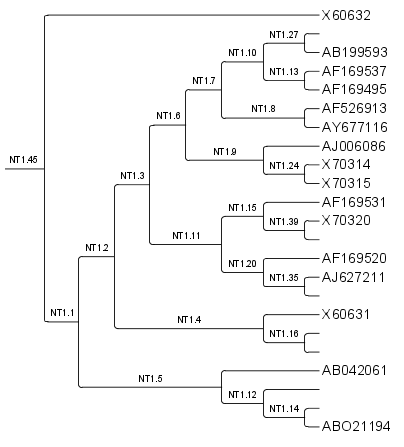 X60632
NT1.27
NT1.10
AB199593
NT1.7
NT1.13
AF169537
AF169495
NT1.6
NT1.8
AF526913
AY677116
NT1.9
AJ006086
NT1.45
NT1.24
X70314
NT1.3
X70315
NT1.15
AF169531
NT1.39
X70320
NT1.11
NT1.2
NT1.20
AF169520
NT1.35
AJ627211
NT1.1
NT1.4
X60631
NT1.16
NT1.5
AB042061
NT1.12
NT1.14
ABO21194